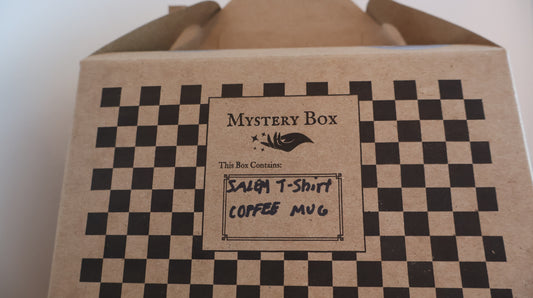 Mystery Box
This Box Contains:
SALEM T-Shirt
COFFEE MUG